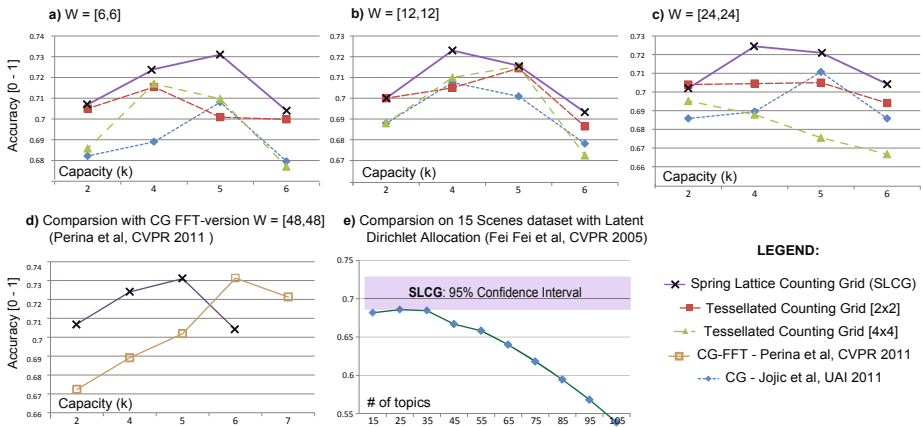 a) W = [6,6]
b) W = [12,12]
c) W = [24,24]
Accuracy [0 - 1]
0.74
0.73
0.72
0.71
0.7
0.69
0.68
Capacity (k)
2 4 5 6
0.73
0.72
0.71
0.7
0.69
0.68
0.67
Capacity (k)
2 4 5 6
0.73
0.72
0.71
0.7
0.69
0.68
0.67
0.66
Capacity (k)
2 4 5 6
d) Comparsion with CG FFT-version W = [48,48]
(Perina et al, CVPR 2011 )
Accuracy [0 - 1]
0.74
0.73
0.72
0.71
0.7
0.69
0.68
0.67
0.66
Capacity (k)
2 4 5 6 7
e) Comparsion on 15 Scenes dataset with Latent
Dirichlet Allocation (Fei Fei et al, CVPR 2005)
0.75
0.7
0.65
0.6
0.55
SLCG: 95% Confidence Interval
# of topics
15 25 35 45 55 65 75 85 95 105
LEGEND:
Spring Lattice Counting Grid (SLCG)
Tessellated Counting Grid [2x2]
Tessellated Counting Grid [4x4]
CG-FFT - Perina et al, CVPR 2011
CG - Jojic et al, UAI 2011